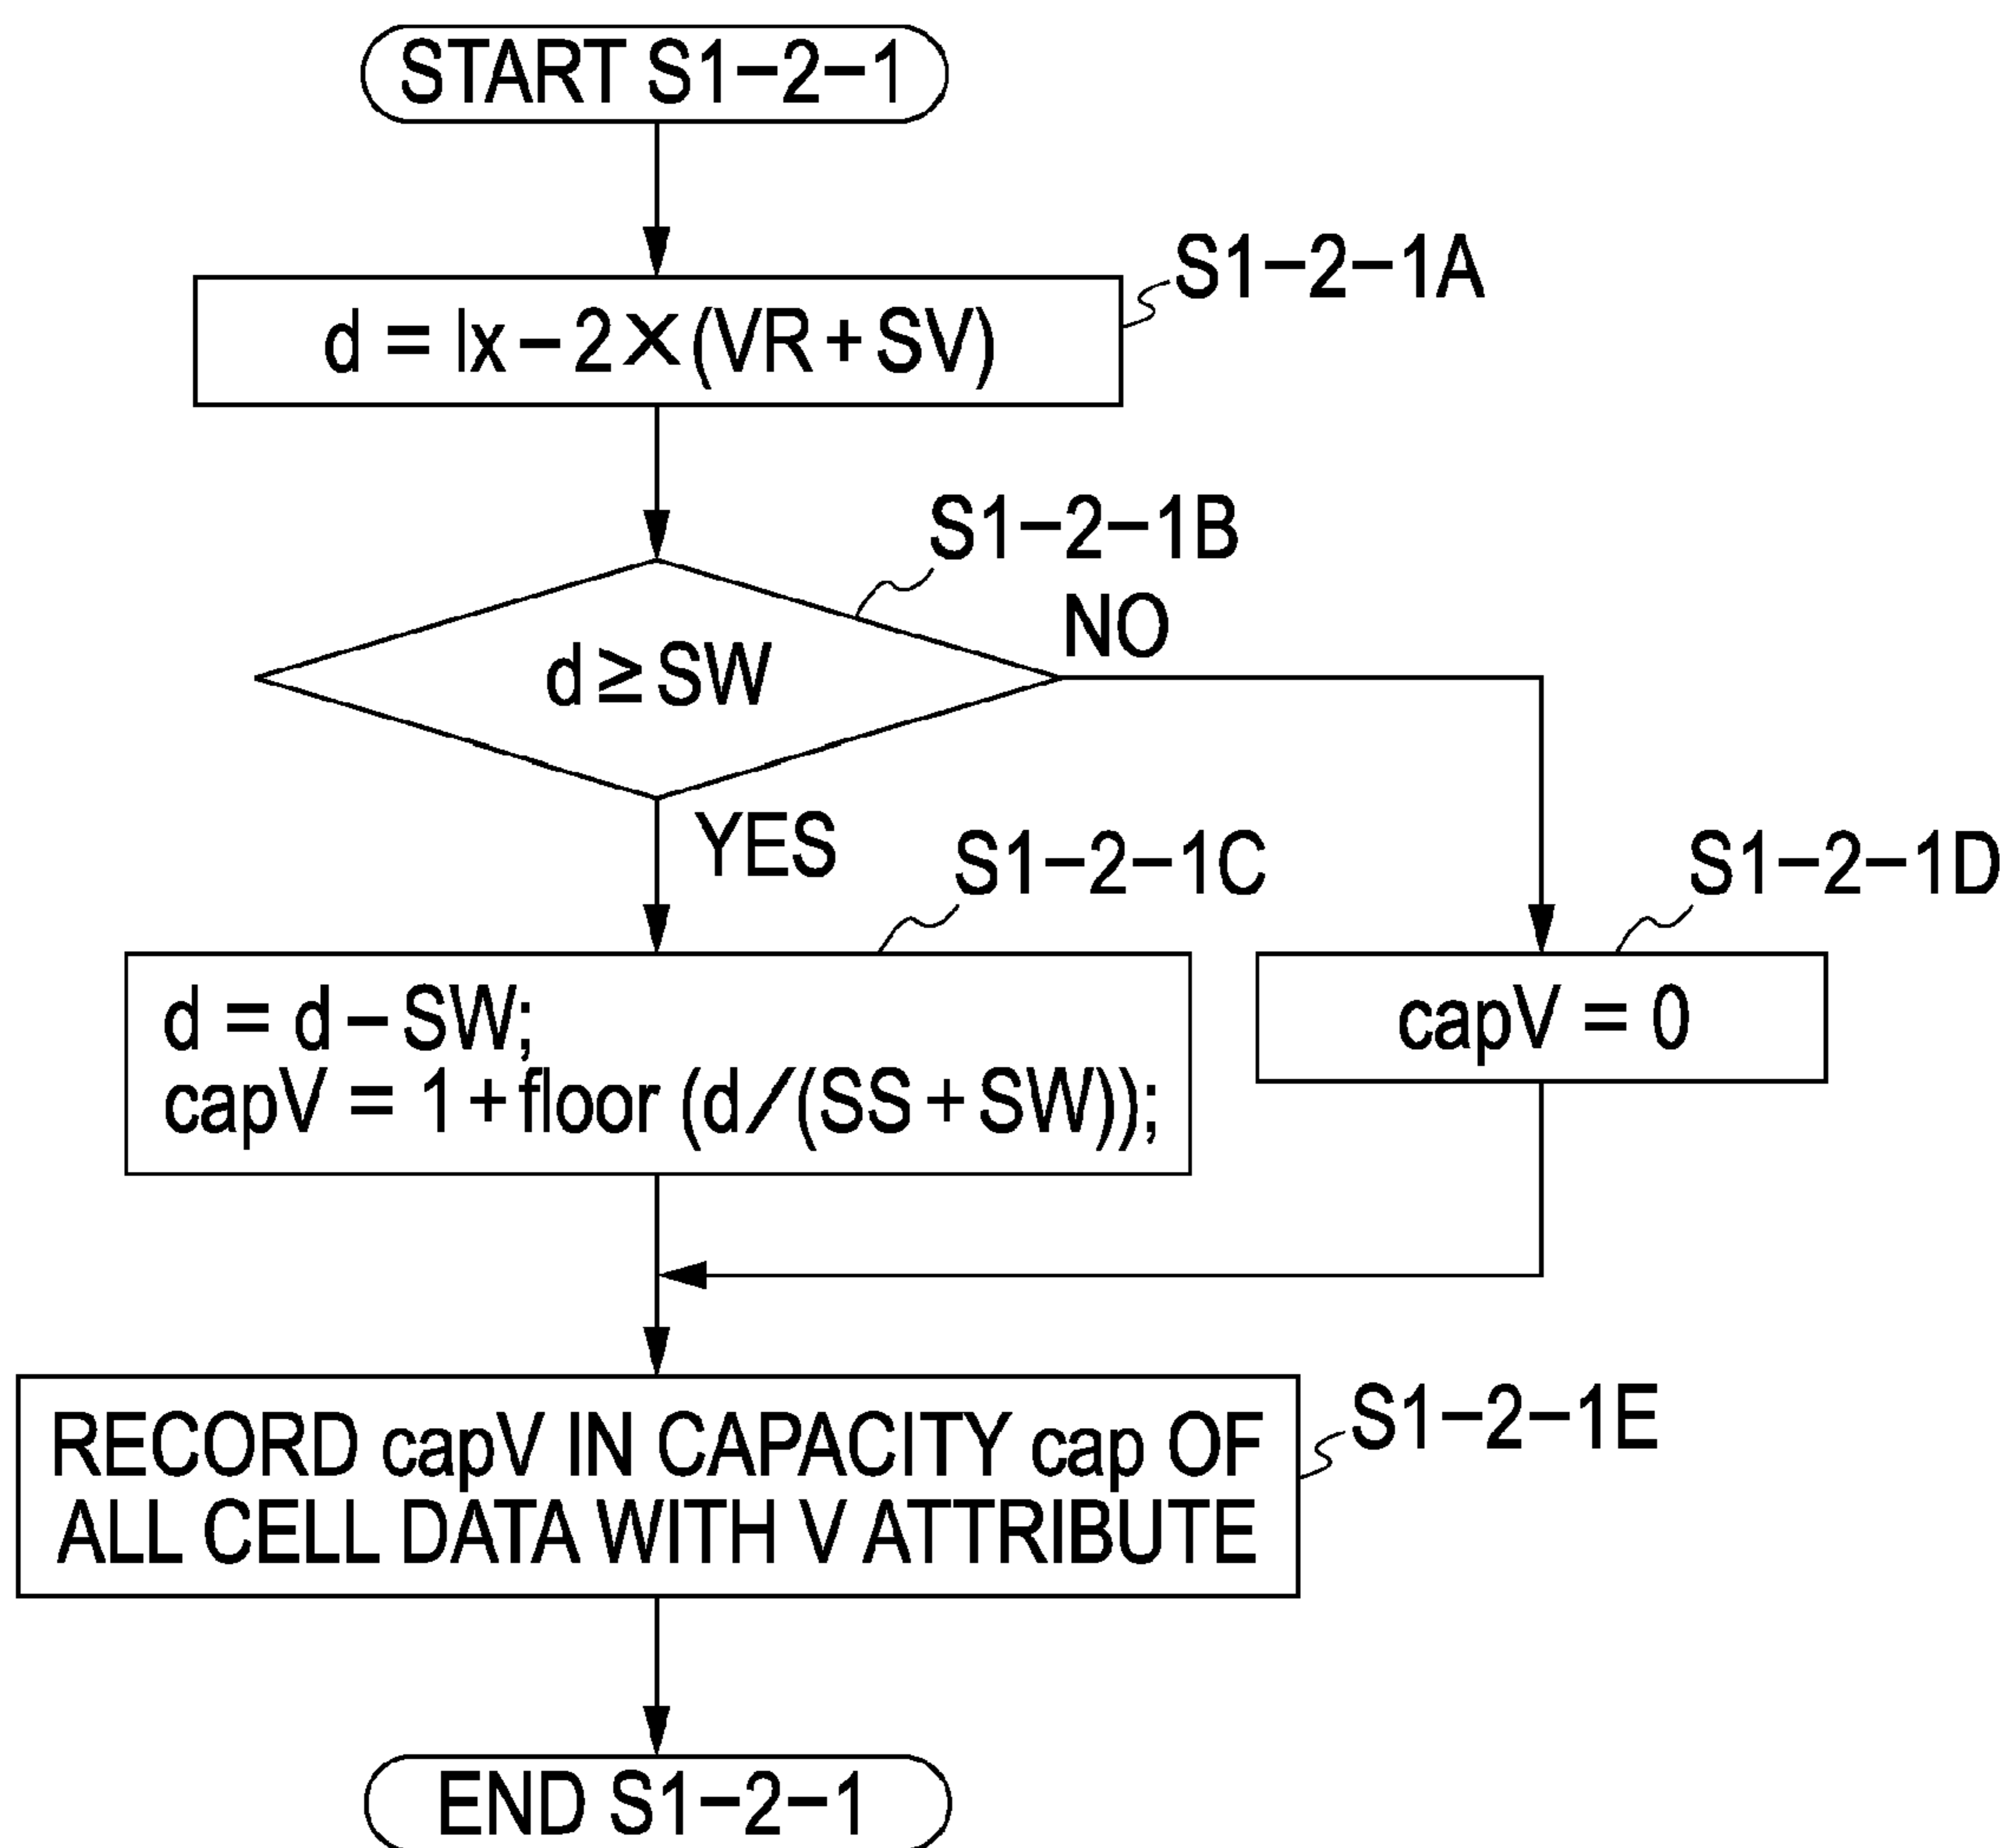 START S1−2−1
S1−2−1A
d = lx−2×(VR+SV)
S1−2−1B
NO
d≥SW
YES
S1−2−1C
S1−2−1D
d = d−SW;
capV = 1+floor (d/(SS+SW));
capV = 0
RECORD capV IN CAPACITY cap OF
ALL CELL DATA WITH V ATTRIBUTE
S1−2−1E
END S1−2−1